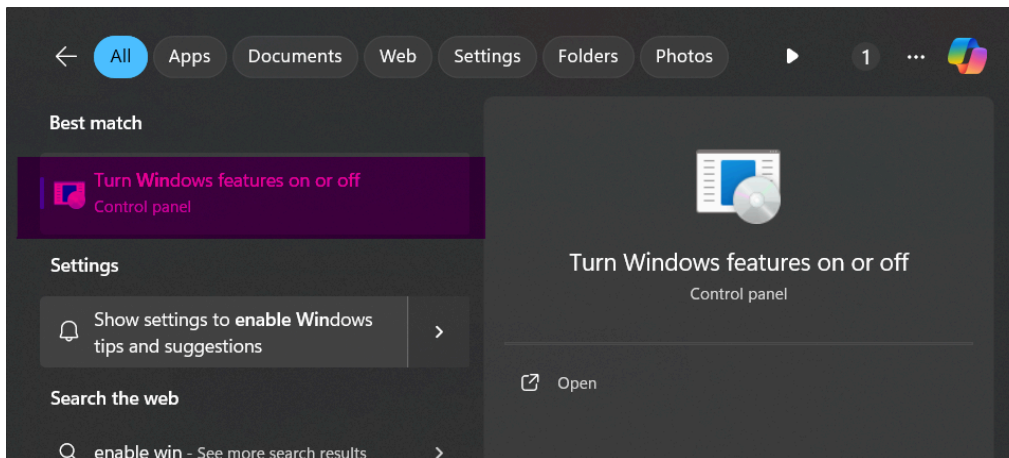 All Apps Documents Web Settings Folders Photos 1 ...
Best match
Turn Windows features on or off
Control panel
Settings
Show settings to enable Windows
tips and suggestions
Search the web
enable win - See more search results
Turn Windows features on or off
Control panel
Open